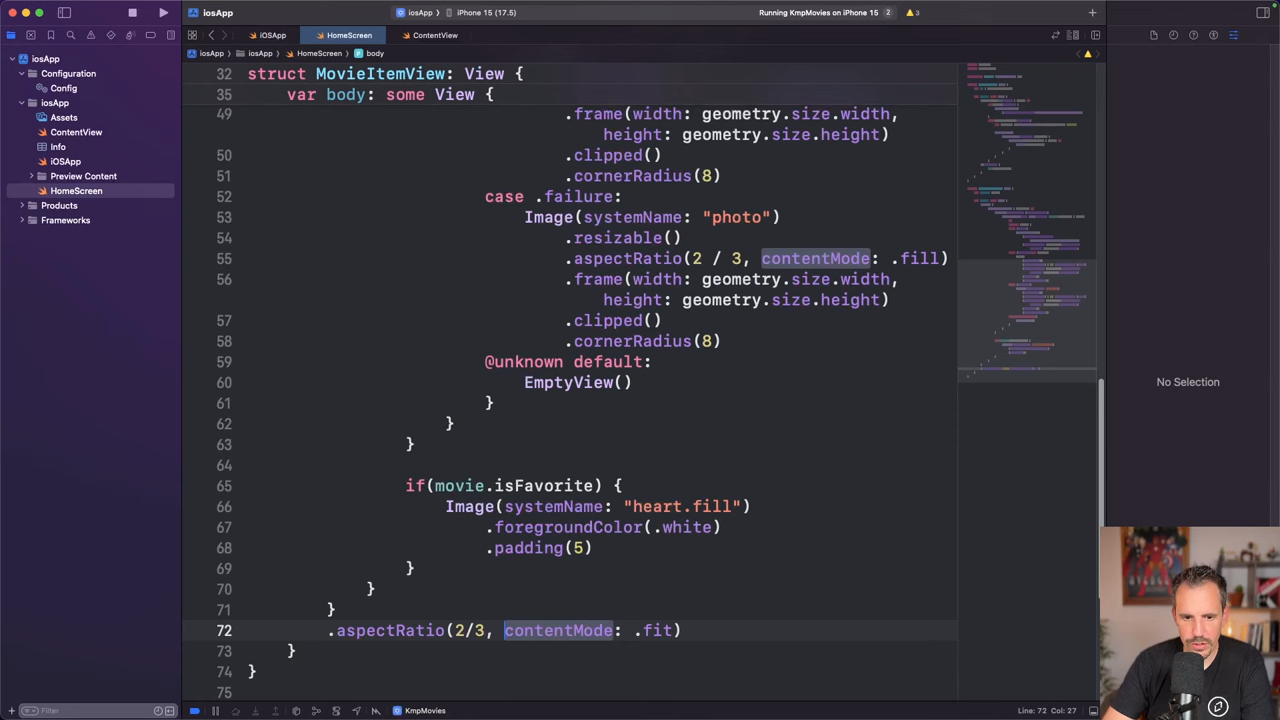 iosApp
iosApp
iPhone 15 (17.5)
Running KmpMovies on iPhone 15
2
3
iOSApp
HomeScreen
ContentView
iosApp
iosApp
HomeScreen
body
iosApp
Configuration
Config
iosApp
Assets
ContentView
Info
iOSApp
Preview Content
HomeScreen
Products
Frameworks
32 struct MovieItemView: View {
35 var body: some View {
49 frame(width: geometry.size.width,
height: geometry.size.height)
50 .clipped()
51 .cornerRadius(8)
52 case .failure:
53 Image(systemName: "photo")
54 .resizable()
55 .aspectRatio(2 / 3, contentMode: .fill)
56 .frame(width: geometry.size.width,
height: geometry.size.height)
57 .clipped()
58 .cornerRadius(8)
59 @unknown default:
60 EmptyView()
61 }
62 }
63 }
64
65 if(movie.isFavorite) {
66 Image(systemName: "heart.fill")
67 .foregroundColor(.white)
68 .padding(5)
69 }
70 }
71 }
72 .aspectRatio(2/3, contentMode: .fit)
73 }
74 }
75
No Selection
Filter
KmpMovies
Line: 72 Col: 27